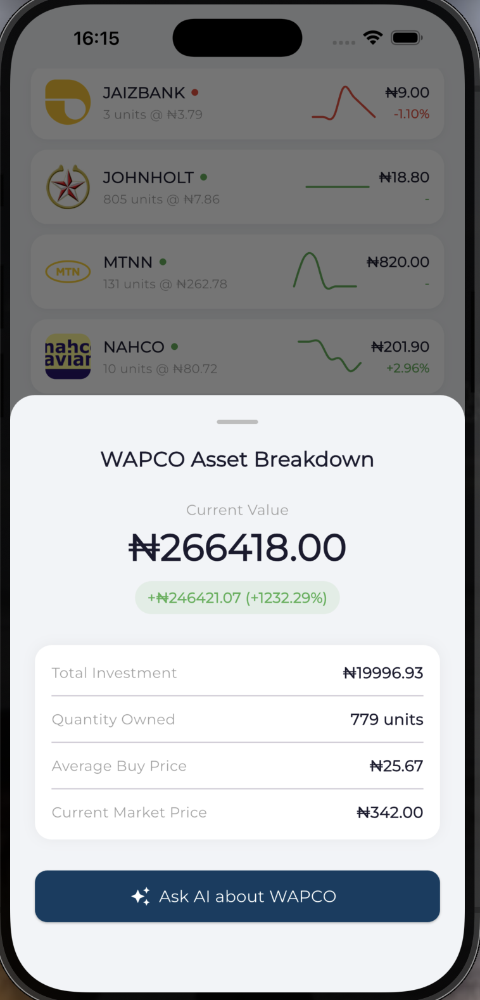 16:15
JAIZBANK
₦9.00
3 units @ ₦3.79
-1.10%
JOHNHOLT
₦18.80
805 units @ ₦7.86
-
MTN
MTNN
₦820.00
131 units @ ₦262.78
-
nahc
aviar
NAHCO
₦201.90
10 units @ ₦80.72
+2.96%
WAPCO Asset Breakdown
Current Value
₦266418.00
+₦246421.07 (+1232.29%)
Total Investment
₦19996.93
Quantity Owned
779 units
Average Buy Price
₦25.67
Current Market Price
₦342.00
Ask AI about WAPCO